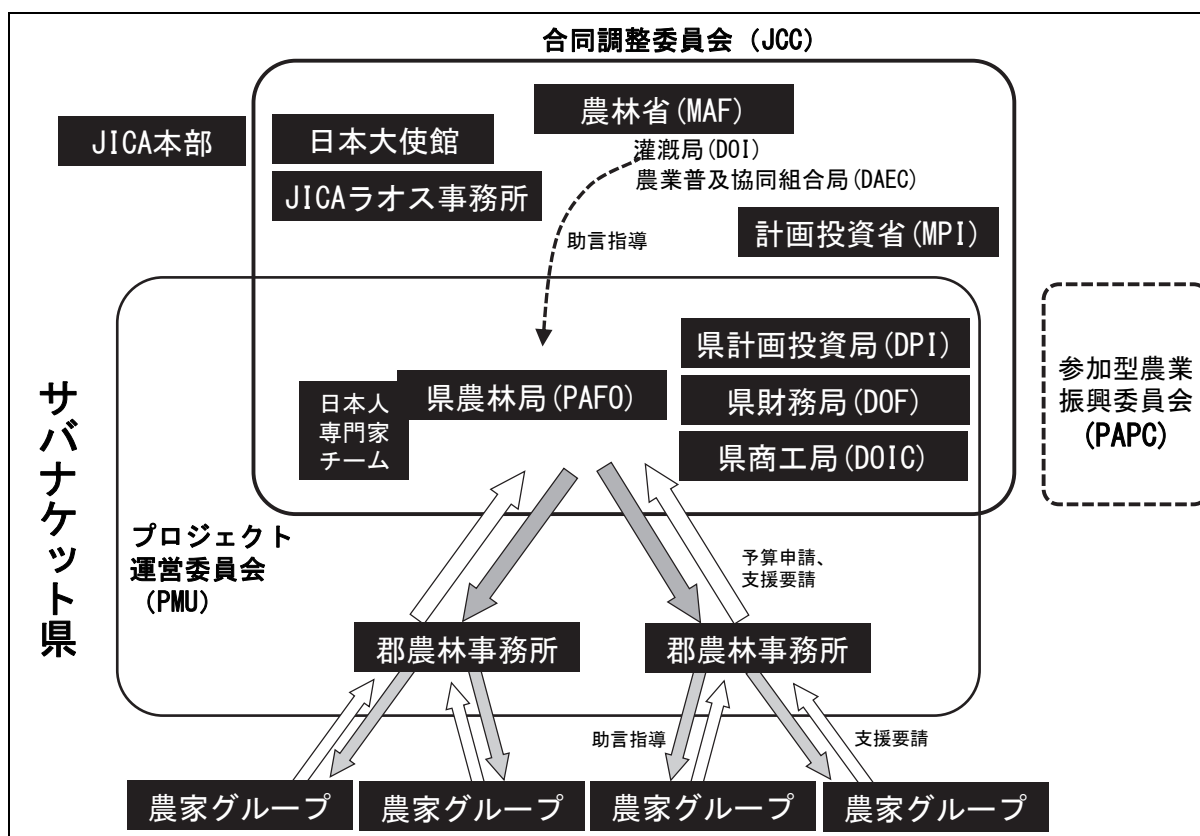 合同調整委員会 (JCC)
農林省(MAF)
JICA本部
日本大使館
灌漑局(DOI)
農業普及協同組合局(DAEC)
JICAラオス事務所
計画投資省(MPI)
助言指導
サバナケット県
県計画投資局(DPI)
県農林局(PAFO)
県財務局(DOF)
県商工局(DOIC)
日本人
専門家
チーム
参加型農業
振興委員会
(PAPC)
プロジェクト
運営委員会
(PMU)
予算申請、
支援要請
郡農林事務所
郡農林事務所
助言指導
支援要請
農家グループ
農家グループ
農家グループ
農家グループ